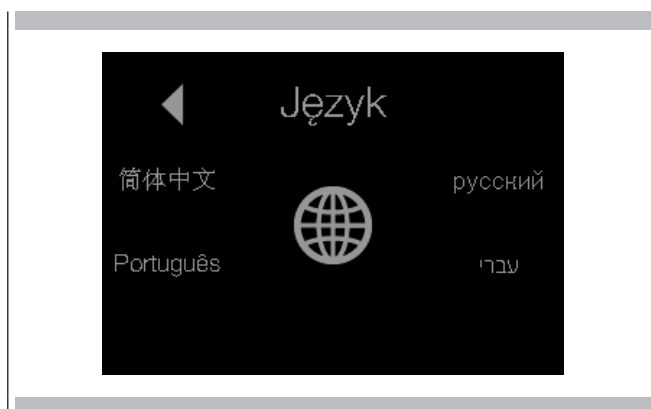 Język
简体中文
русский
Português
עברי